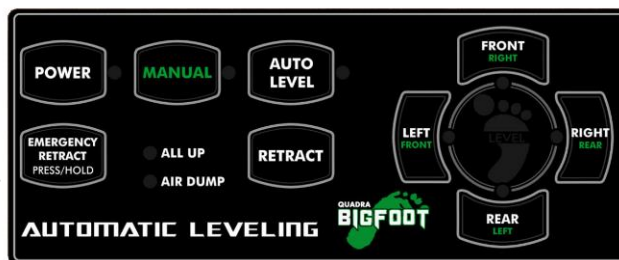 POWER
MANUAL
AUTO
LEVEL
FRONT
RIGHT
EMERGENCY
RETRACT
PRESS/HOLD
ALL UP
AIR DUMP
RETRACT
LEFT
FRONT
LEVEL
RIGHT
REAR
REAR
LEFT
AUTOMATIC LEVELING
QUADRA
BIGFOOT